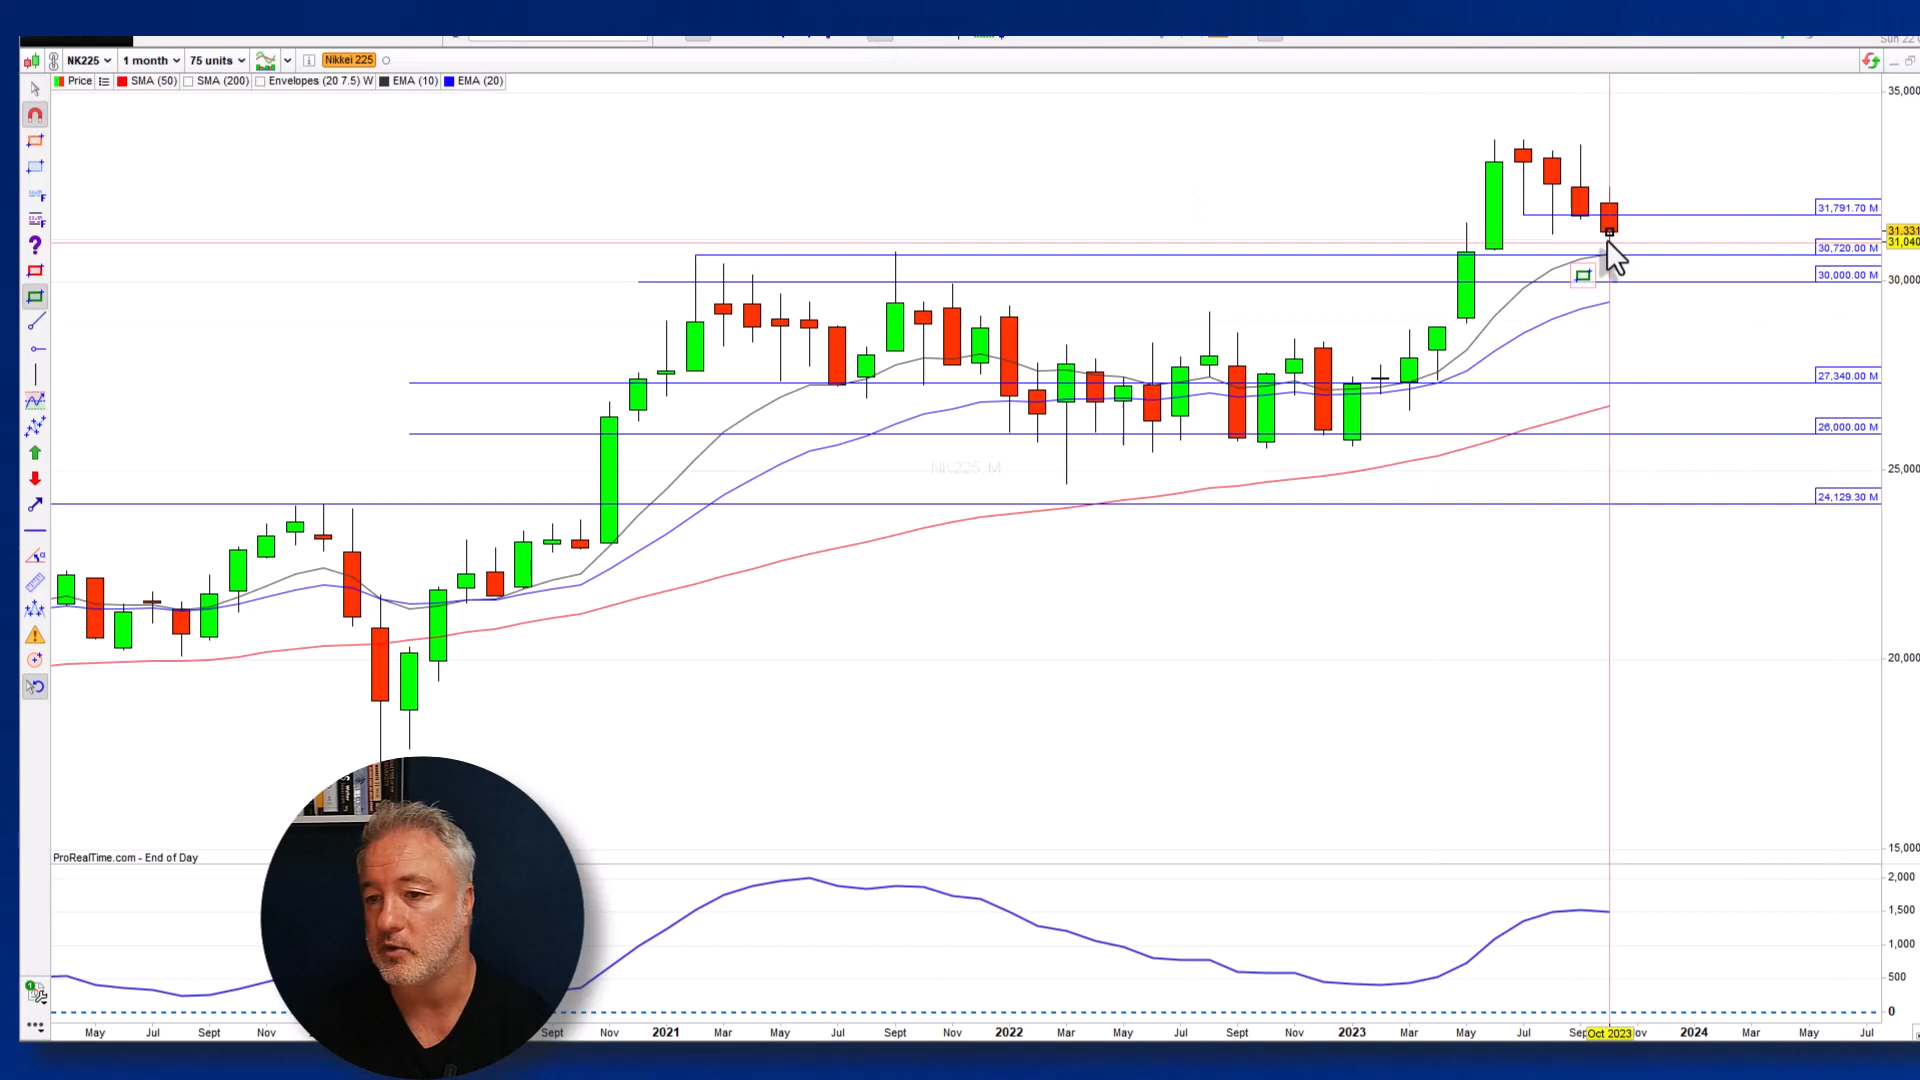 Sun 22
NK225 1 month 75 units Nikkei 225
Price SMA (50) SMA (200) Envelopes (20 7.5) W EMA (10) EMA (20)
35,000
31,791.70 M
31,331
31,040
30,720.00 M
30,000.00 M
30,000
27,340.00 M
26,000.00 M
NK225, M
25,000
24,129.30 M
20,000
15,000
ProRealTime.com - End of Day
2,000
1,500
1,000
500
0
May Jul Sept Nov Sept Nov 2021 Mar May Jul Sept Nov 2022 Mar May Jul Sept Nov 2023 Mar May Jul Sep Oct 2023 ov 2024 Mar May Jul